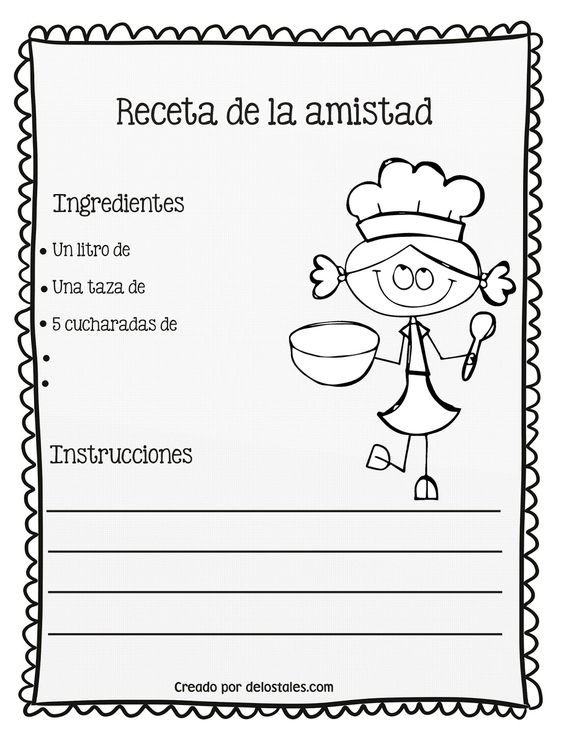 Receta de la amistad
Ingredientes
• Un litro de
• Una taza de
• 5 cucharadas de
•
•
Instrucciones
Creado por delostales.com